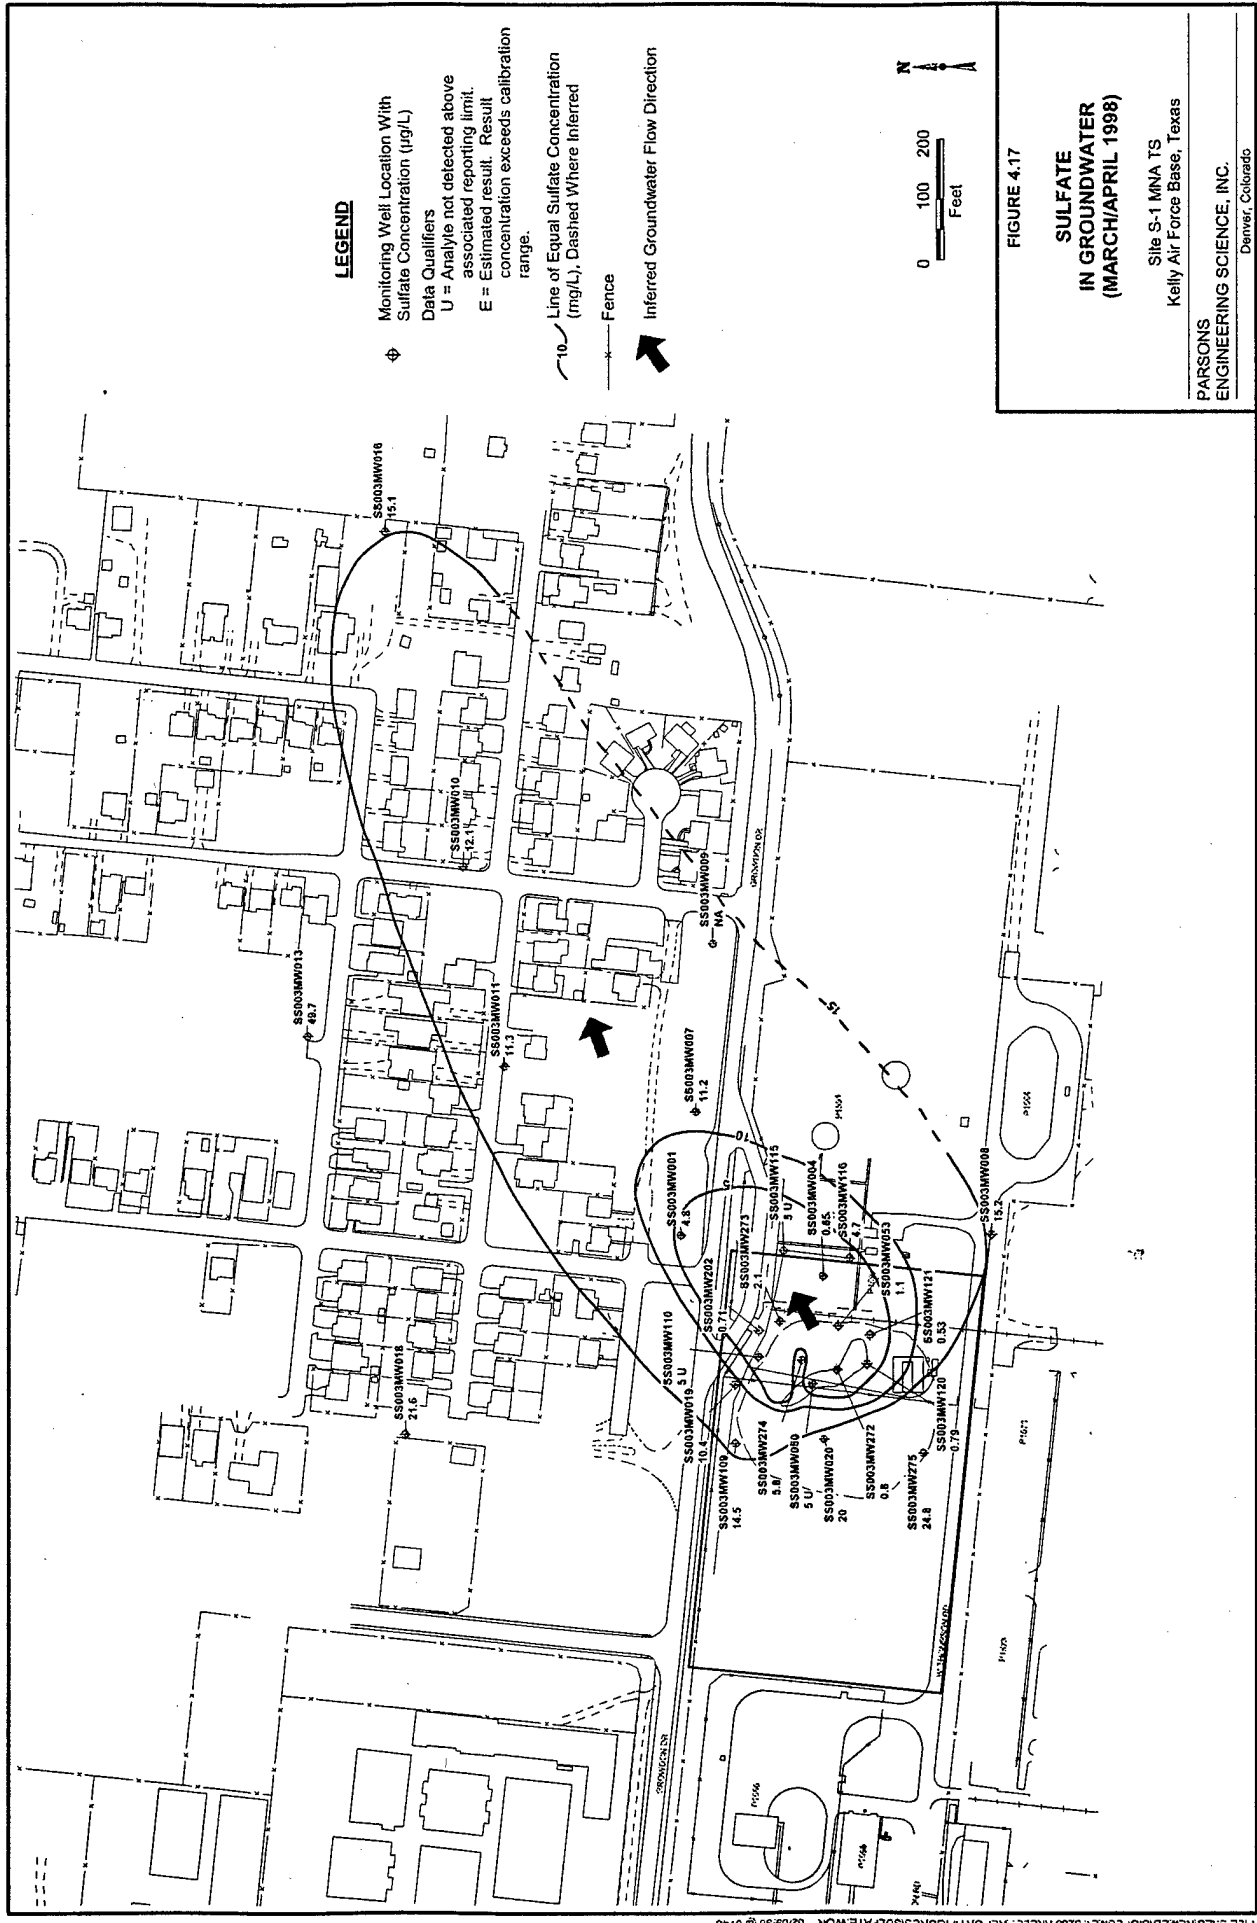 LEGEND
Monitoring Well Location With
Sulfate Concentration (µg/L)
Data Qualifiers
U = Analyte not detected above
associated reporting limit.
E = Estimated result. Result
concentration exceeds calibration
range.
10
Line of Equal Sulfate Concentration
(mg/L), Dashed Where Inferred
Fence
Inferred Groundwater Flow Direction
N
0 100 200
Feet
FIGURE 4.17
SULFATE
IN GROUNDWATER
(MARCH/APRIL 1998)
Site S-1 MNA TS
Kelly Air Force Base, Texas
PARSONS
ENGINEERING SCIENCE, INC.
Denver, Colorado
SS003MW016
15.1
SS003MW010
12.1
SS003MW013
49.7
SS003MW011
11.3
SS003MW009
NA
SS003MW007
11.2
SS003MW001
4.8
SS003MW018
21.6
SS003MW008
15.2
SS003MW115
5 U
SS003MW004
0.85
SS003MW116
4.7
SS003MW053
1.1
SS003MW121
0.53
SS003MW273
2.1
SS003MW202
0.71
SS003MW110
5 U
SS003MW019
10.4
SS003MW109
14.5
SS003MW274
5.8
SS003MW050
5 U
SS003MW020
20
SS003MW272
0.8
SS003MW275
24.8
SS003MW120
0.79
10
15
GROWDON DR
GROWDON DR